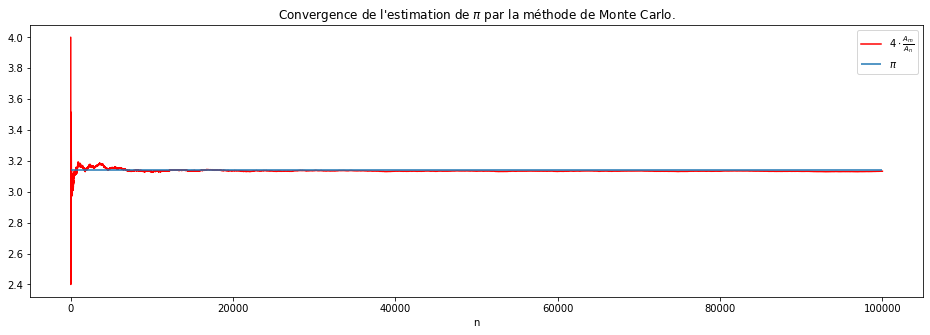 Convergence de l'estimation de π par la méthode de Monte Carlo.
4.0
3.8
3.6
3.4
3.2
3.0
2.8
2.6
2.4
4 · A_m/A_n
π
0 20000 40000 60000 80000 100000
n